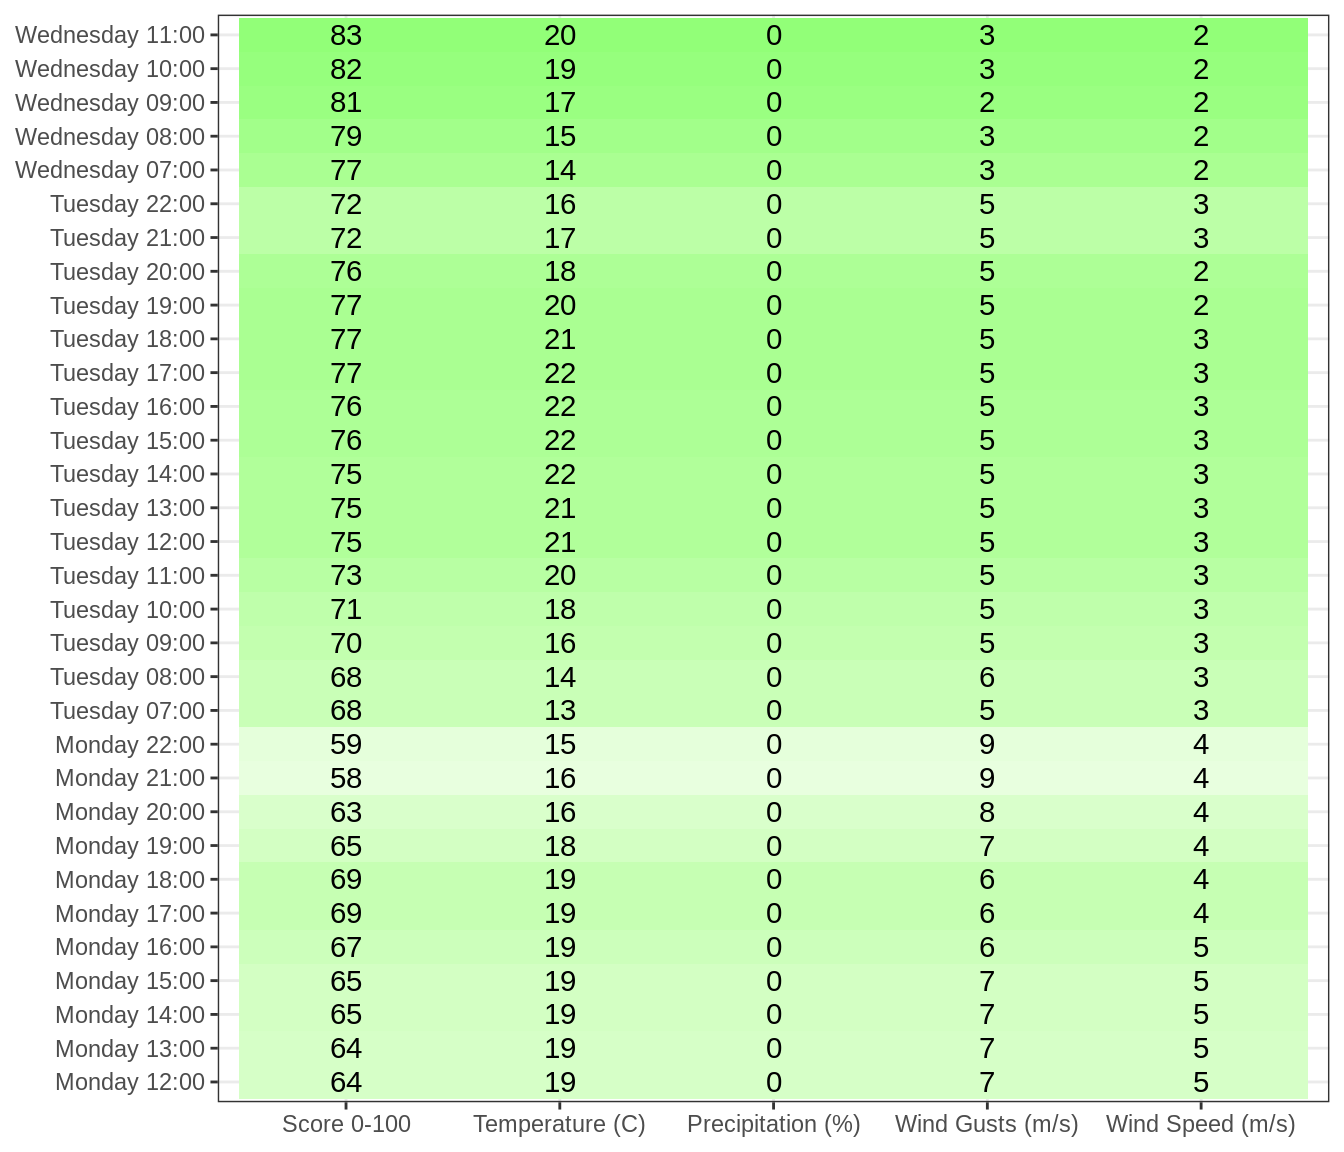 Wednesday 11:00 83 20 0 3 2
Wednesday 10:00 82 19 0 3 2
Wednesday 09:00 81 17 0 2 2
Wednesday 08:00 79 15 0 3 2
Wednesday 07:00 77 14 0 3 2
Tuesday 22:00 72 16 0 5 3
Tuesday 21:00 72 17 0 5 3
Tuesday 20:00 76 18 0 5 2
Tuesday 19:00 77 20 0 5 2
Tuesday 18:00 77 21 0 5 3
Tuesday 17:00 77 22 0 5 3
Tuesday 16:00 76 22 0 5 3
Tuesday 15:00 76 22 0 5 3
Tuesday 14:00 75 22 0 5 3
Tuesday 13:00 75 21 0 5 3
Tuesday 12:00 75 21 0 5 3
Tuesday 11:00 73 20 0 5 3
Tuesday 10:00 71 18 0 5 3
Tuesday 09:00 70 16 0 5 3
Tuesday 08:00 68 14 0 6 3
Tuesday 07:00 68 13 0 5 3
Monday 22:00 59 15 0 9 4
Monday 21:00 58 16 0 9 4
Monday 20:00 63 16 0 8 4
Monday 19:00 65 18 0 7 4
Monday 18:00 69 19 0 6 4
Monday 17:00 69 19 0 6 4
Monday 16:00 67 19 0 6 5
Monday 15:00 65 19 0 7 5
Monday 14:00 65 19 0 7 5
Monday 13:00 64 19 0 7 5
Monday 12:00 64 19 0 7 5
Score 0-100 Temperature (C) Precipitation (%) Wind Gusts (m/s) Wind Speed (m/s)